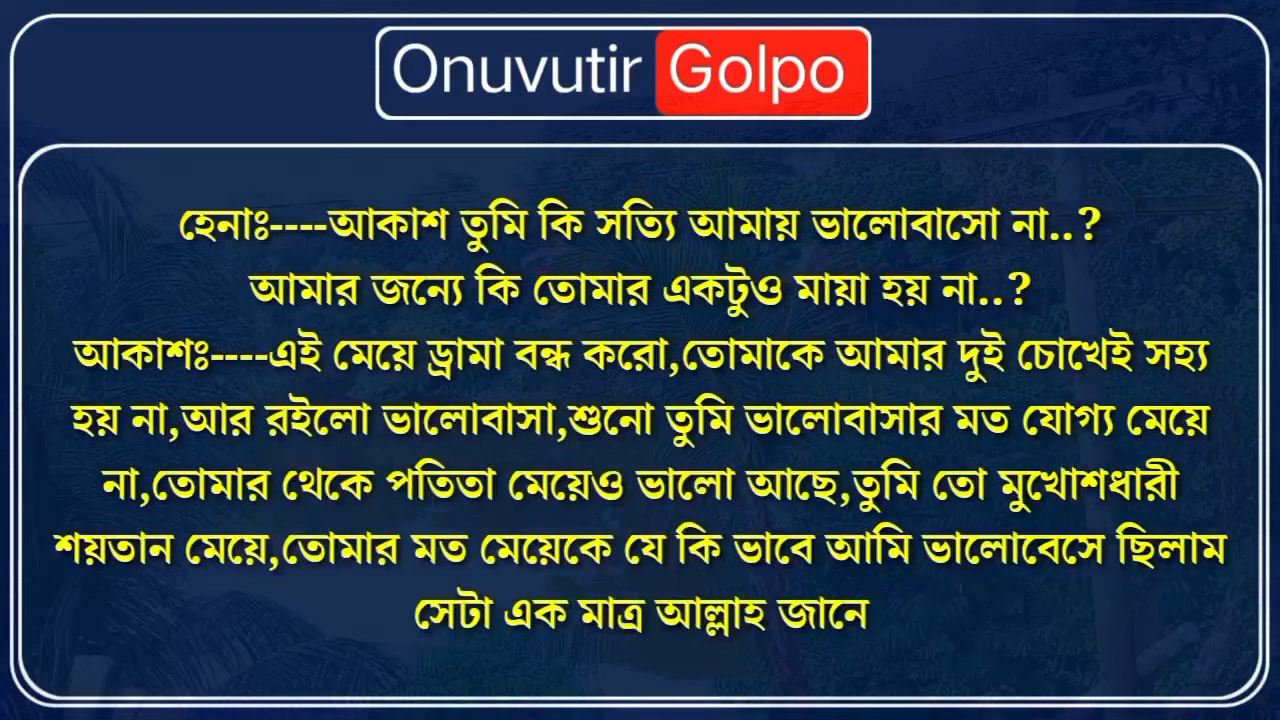 Onuvutir Golpo
হেনাঃ----আকাশ তুমি কি সত্যি আমায় ভালোবাসো না..?
আমার জন্যে কি তোমার একটুও মায়া হয় না..?
আকাশঃ----এই মেয়ে ড্রামা বন্ধ করো,তোমাকে আমার দুই চোখেই সহ্য
হয় না,আর রইলো ভালোবাসা,শুনো তুমি ভালোবাসার মত যোগ্য মেয়ে
না,তোমার থেকে পতিতা মেয়েও ভালো আছে,তুমি তো মুখোশধারী
শয়তান মেয়ে,তোমার মত মেয়েকে যে কি ভাবে আমি ভালোবেসে ছিলাম
সেটা এক মাত্র আল্লাহ জানে